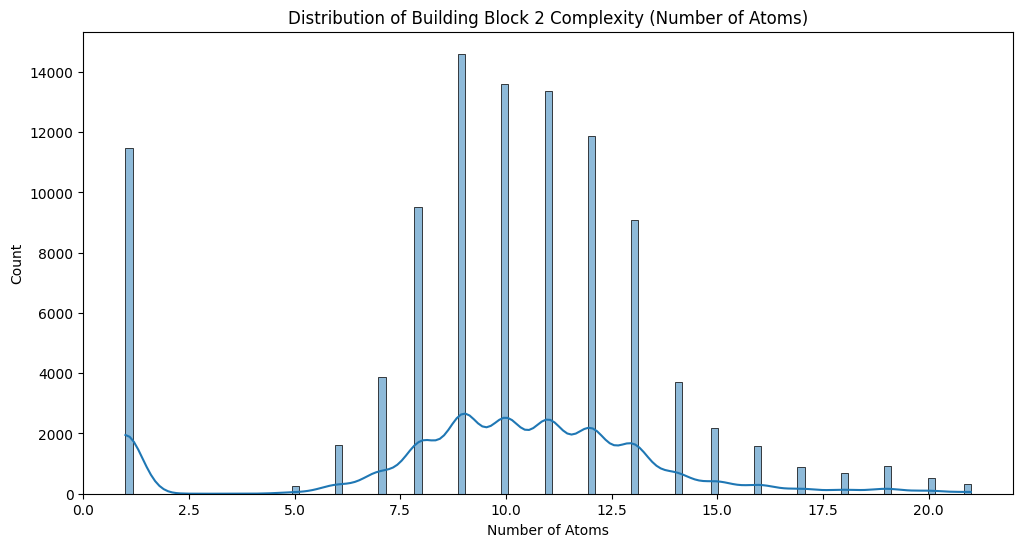 Distribution of Building Block 2 Complexity (Number of Atoms)
14000
12000
10000
8000
6000
4000
2000
0
Count
0.0 2.5 5.0 7.5 10.0 12.5 15.0 17.5 20.0
Number of Atoms